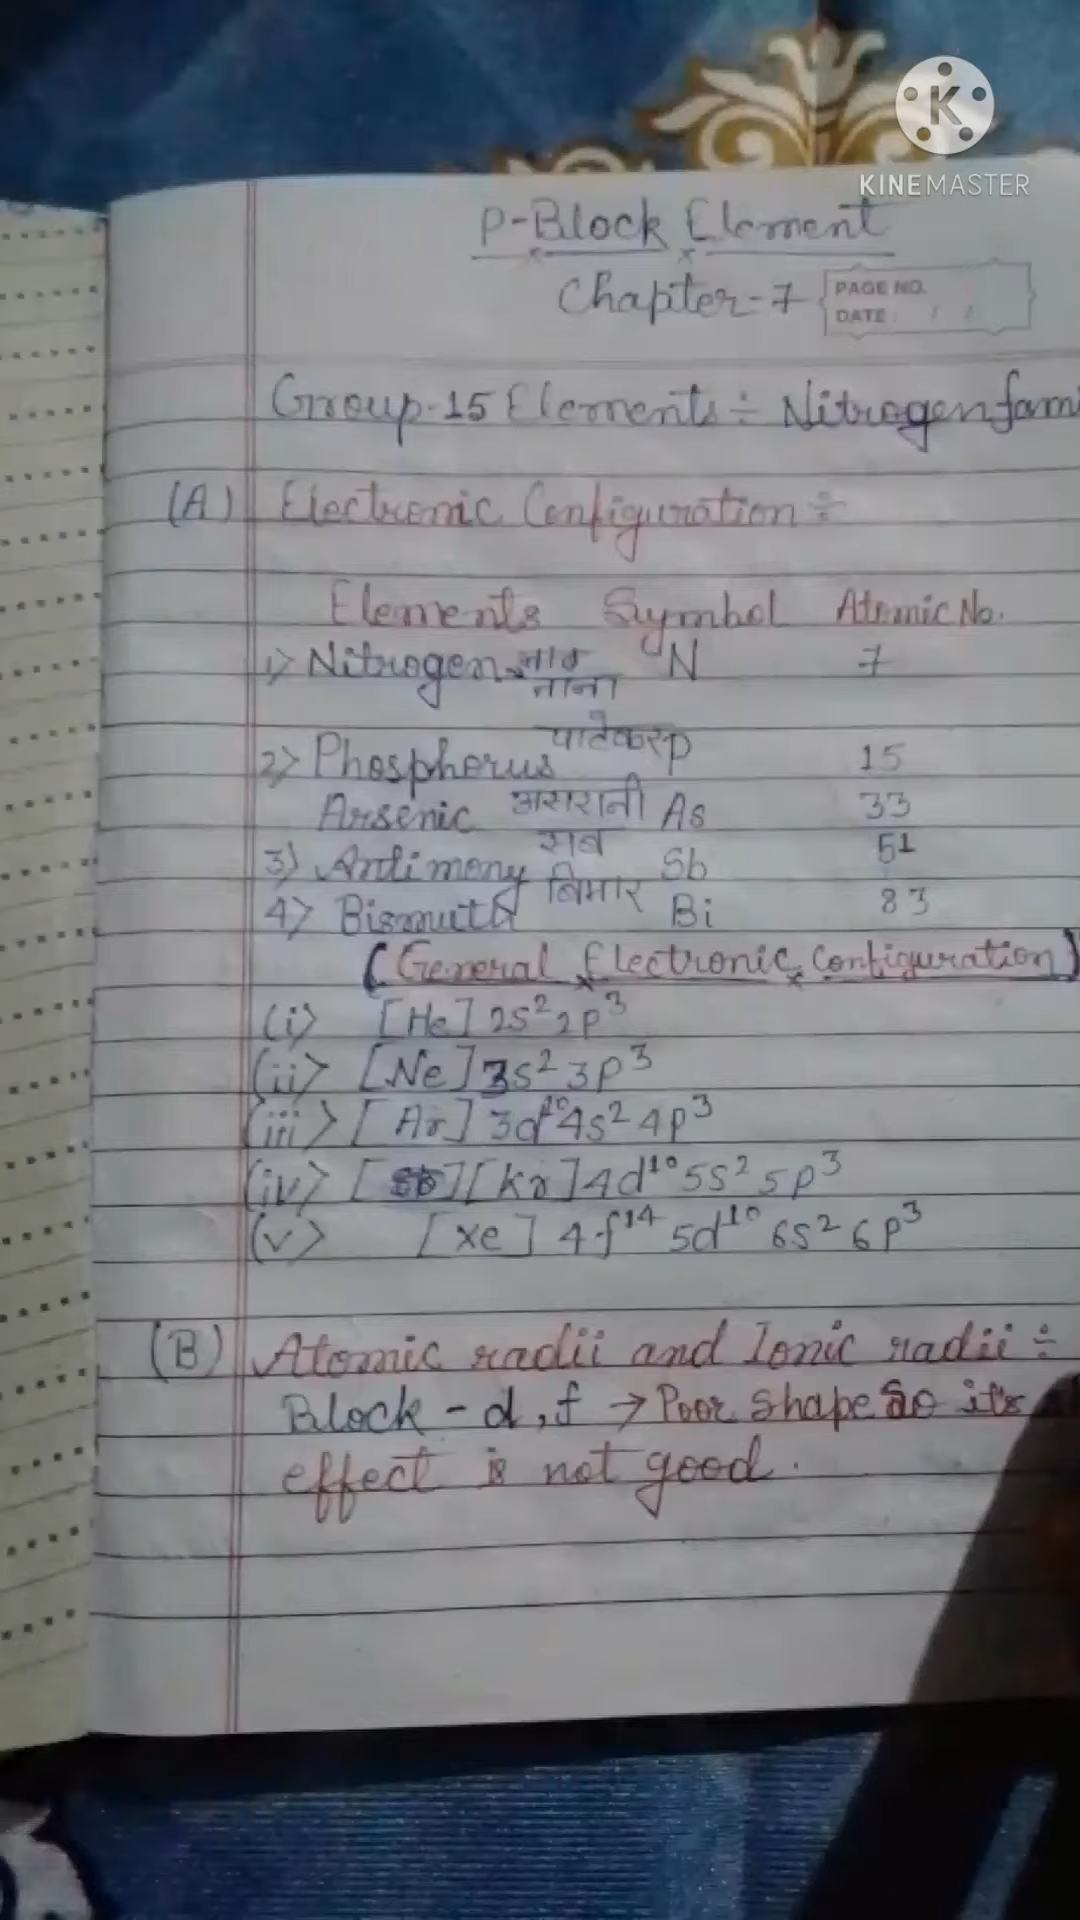 K
KINEMASTER
P-Block Element
Chapter-7
PAGE NO.
DATE: / /
Group-15 Elements ÷ Nitrogen fami
(A) Electronic Configuration ÷
Elements Symbol Atomic No.
1) Nitrogen N 7
नाना
पाटेकर
2) Phosphorus P 15
Arsenic असरानी As 33
सब
3) Antimony Sb 51
4) Bismuth बिमार Bi 83
(General Electronic Configuration)
(i) [He] 2s² 2p³
(ii) [Ne] 3s² 3p³
(iii) [Ar] 3d¹⁰ 4s² 4p³
(iv) [Sb] [Kr] 4d¹⁰ 5s² 5p³
(v) [xe] 4f¹⁴ 5d¹⁰ 6s² 6p³
(B) Atomic radii and Ionic radii ÷
Block - d, f → Poor shape so its
effect is not good.